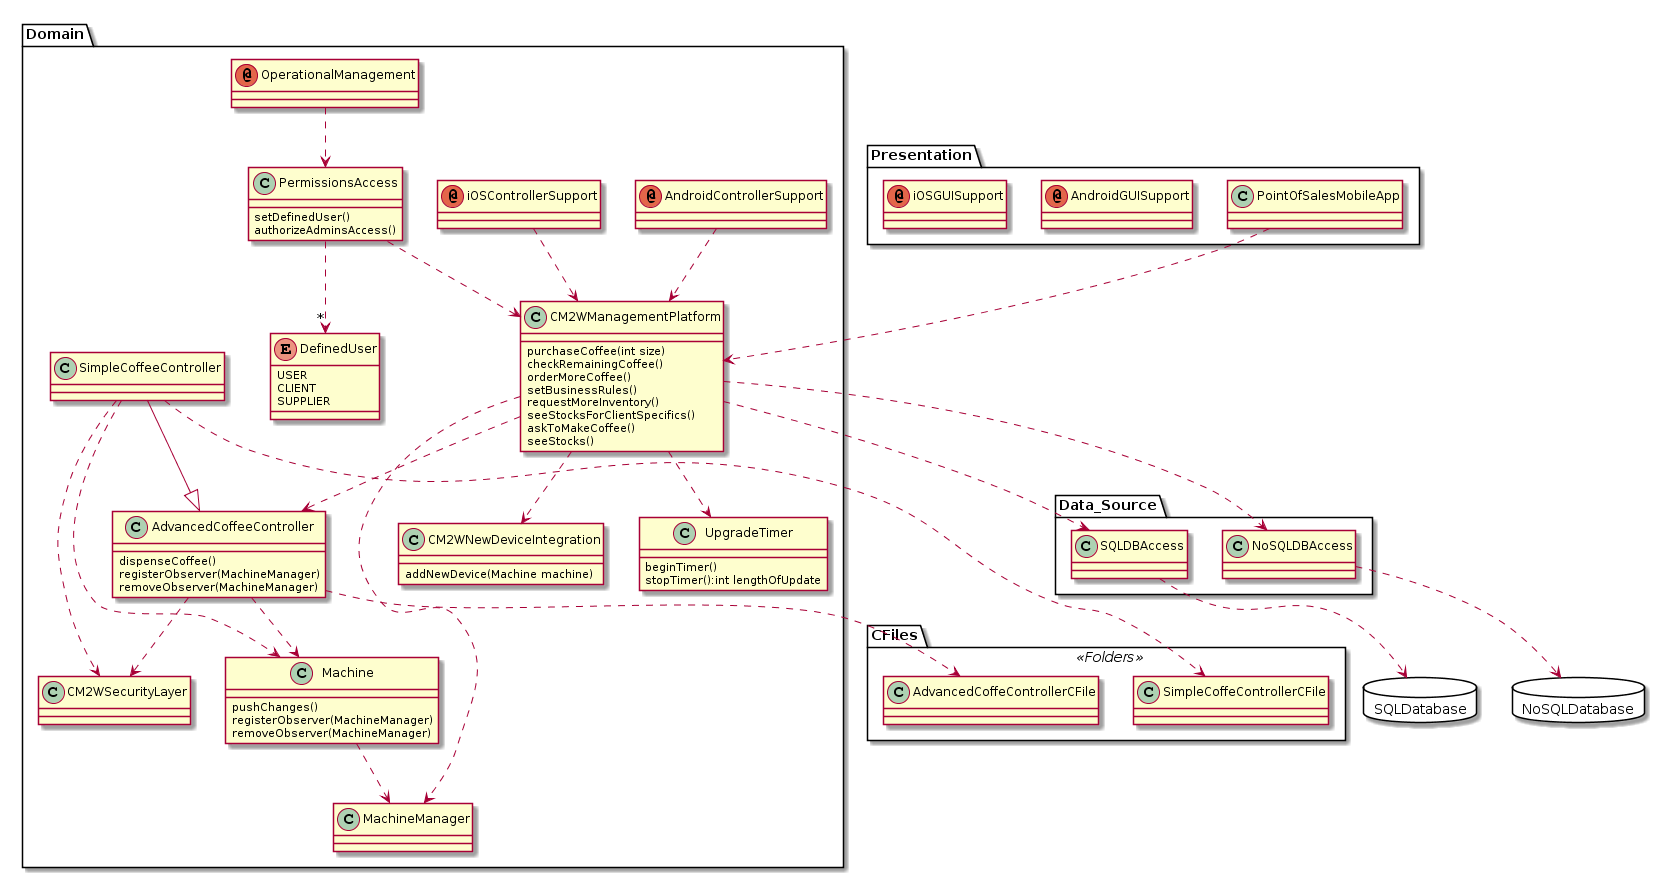 Domain
@ OperationalManagement
C PermissionsAccess
setDefinedUser()
authorizeAdminsAccess()
@ iOSControllerSupport
@ AndroidControllerSupport
Presentation
@ iOSGUISupport
@ AndroidGUISupport
C PointOfSalesMobileApp
*
E DefinedUser
USER
CLIENT
SUPPLIER
C CM2WManagementPlatform
purchaseCoffee(int size)
checkRemainingCoffee()
orderMoreCoffee()
setBusinessRules()
requestMoreInventory()
seeStocksForClientSpecifics()
askToMakeCoffee()
seeStocks()
C SimpleCoffeeController
C AdvancedCoffeeController
dispenseCoffee()
registerObserver(MachineManager)
removeObserver(MachineManager)
C CM2WNewDeviceIntegration
addNewDevice(Machine machine)
C UpgradeTimer
beginTimer()
stopTimer():int lengthOfUpdate
Data_Source
C SQLDBAccess
C NoSQLDBAccess
C CM2WSecurityLayer
C Machine
pushChanges()
registerObserver(MachineManager)
removeObserver(MachineManager)
CFiles
«Folders»
C AdvancedCoffeControllerCFile
C SimpleCoffeControllerCFile
SQLDatabase
NoSQLDatabase
C MachineManager